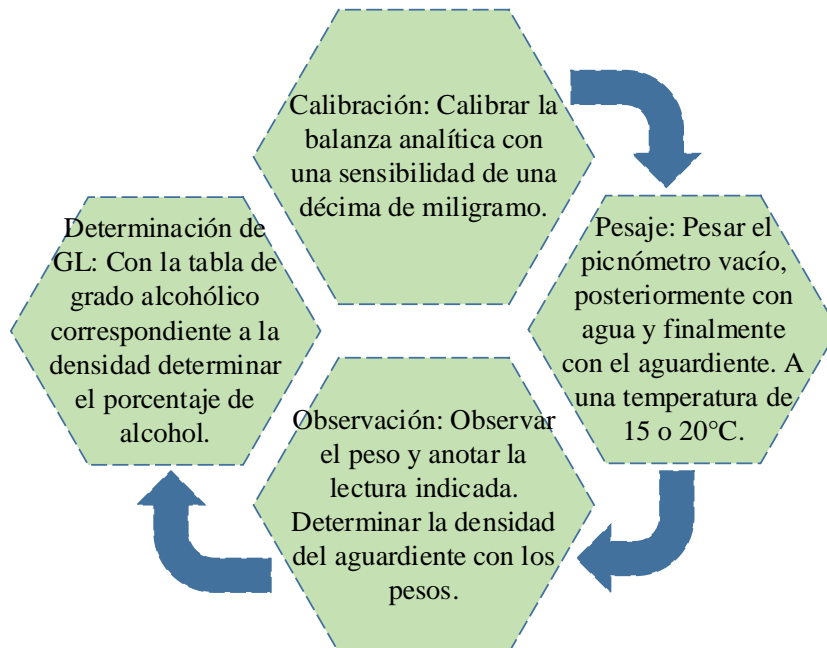 Calibración: Calibrar la
balanza analítica con
una sensibilidad de una
décima de miligramo.
Pesaje: Pesar el
picnómetro vacío,
posteriormente con
agua y finalmente
con el aguardiente. A
una temperatura de
15 o 20°C.
Observación: Observar
el peso y anotar la
lectura indicada.
Determinar la densidad
del aguardiente con los
pesos.
Determinación de
GL: Con la tabla de
grado alcohólico
correspondiente a la
densidad determinar
el porcentaje de
alcohol.